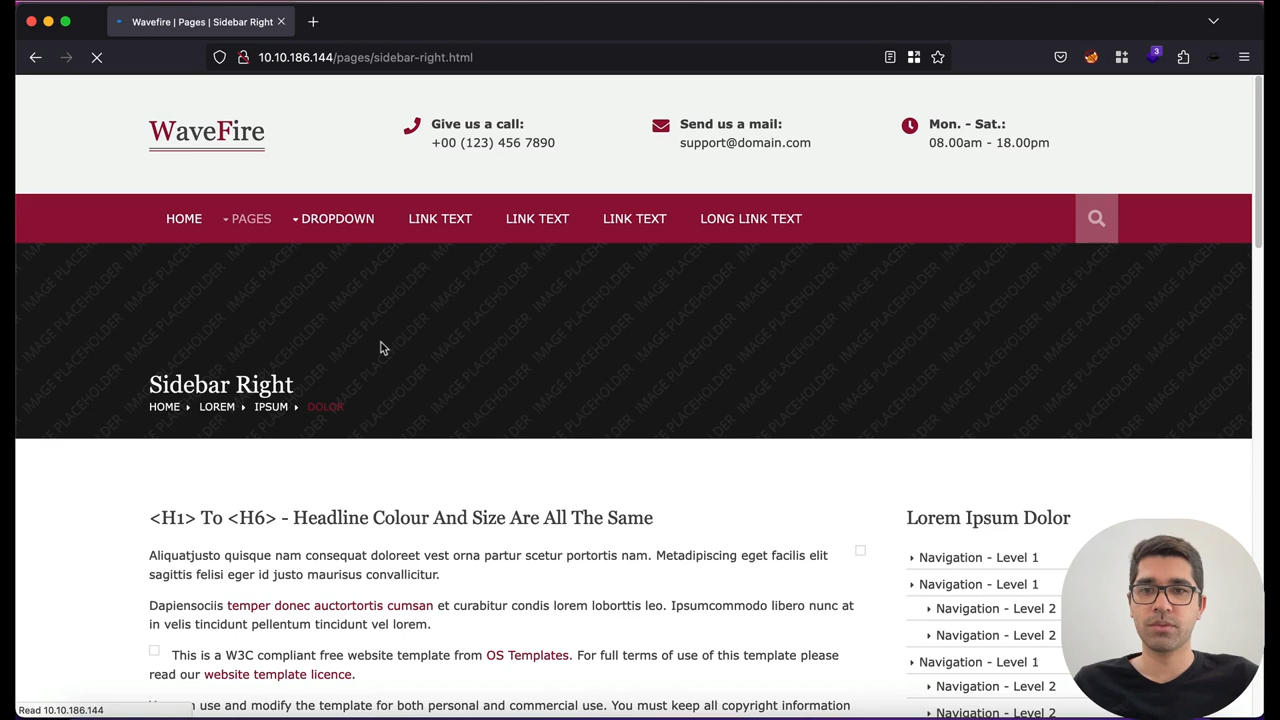 Wavefire | Pages | Sidebar Right
10.10.186.144/pages/sidebar-right.html
3
WaveFire
Give us a call:
+00 (123) 456 7890
Send us a mail:
support@domain.com
Mon. - Sat.:
08.00am - 18.00pm
HOME PAGES DROPDOWN LINK TEXT LINK TEXT LINK TEXT LONG LINK TEXT
IMAGE PLACEHOLDER
Sidebar Right
HOME LOREM IPSUM DOLOR
<H1> To <H6> - Headline Colour And Size Are All The Same
Aliquatjusto quisque nam consequat doloreet vest orna partur scetur portortis nam. Metadipiscing eget facilis elit
sagittis felisi eger id justo maurisus convallicitur.
Dapiensociis temper donec auctortortis cumsan et curabitur condis lorem loborttis leo. Ipsumcommodo libero nunc at
in velis tincidunt pellentum tincidunt vel lorem.
This is a W3C compliant free website template from OS Templates. For full terms of use of this template please
read our website template licence.
use and modify the template for both personal and commercial use. You must keep all copyright information
Lorem Ipsum Dolor
Navigation - Level 1
Navigation - Level 1
Navigation - Level 2
Navigation - Level 2
Navigation - Level 1
Navigation - Level 2
Navigation - Level 2
Read 10.10.186.144